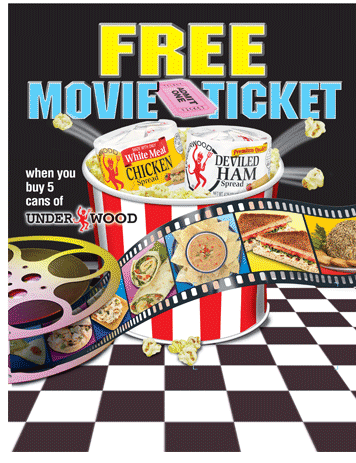 FREE
MOVIE TICKET
ADMIT
ONE
when you
buy 5
cans of
UNDERWOOD
White Meat
CHICKEN
Spread
UNDERWOOD
Premium Quality
DEVILED
HAM
Spread